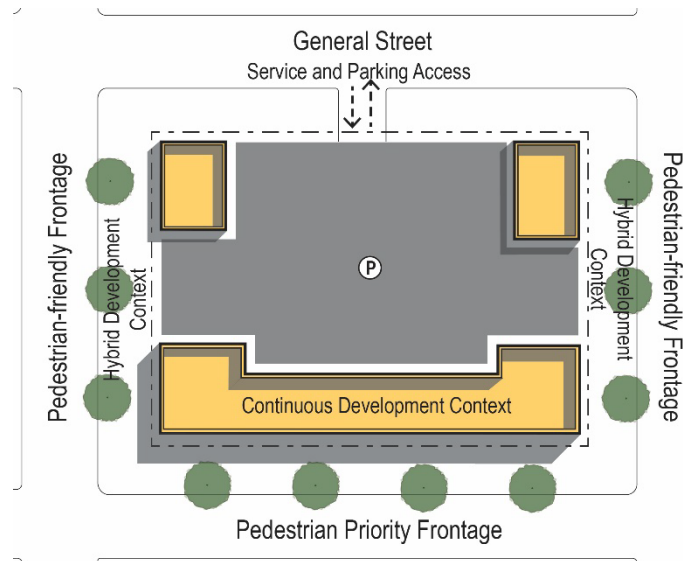 General Street
Service and Parking Access
Pedestrian-friendly Frontage
Hybrid Development
Context
P
Hybrid Development
Context
Pedestrian-friendly Frontage
Continuous Development Context
Pedestrian Priority Frontage